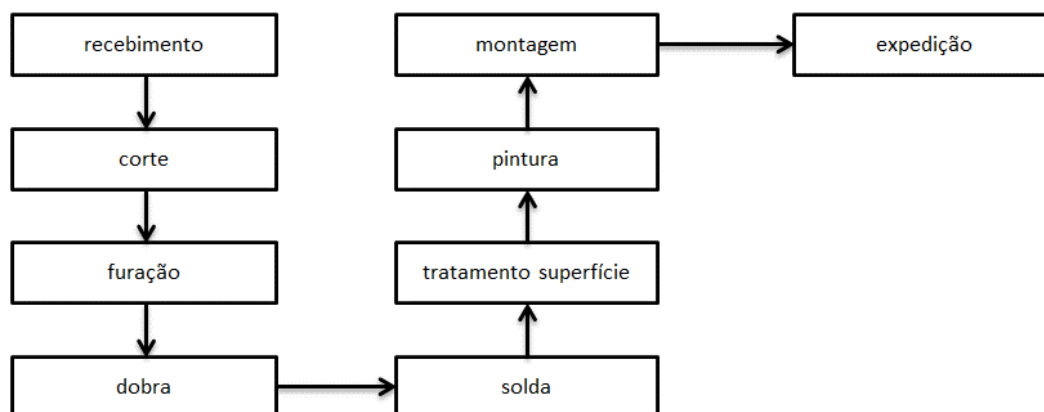 recebimento
corte
furação
dobra
solda
tratamento superfície
pintura
montagem
expedição